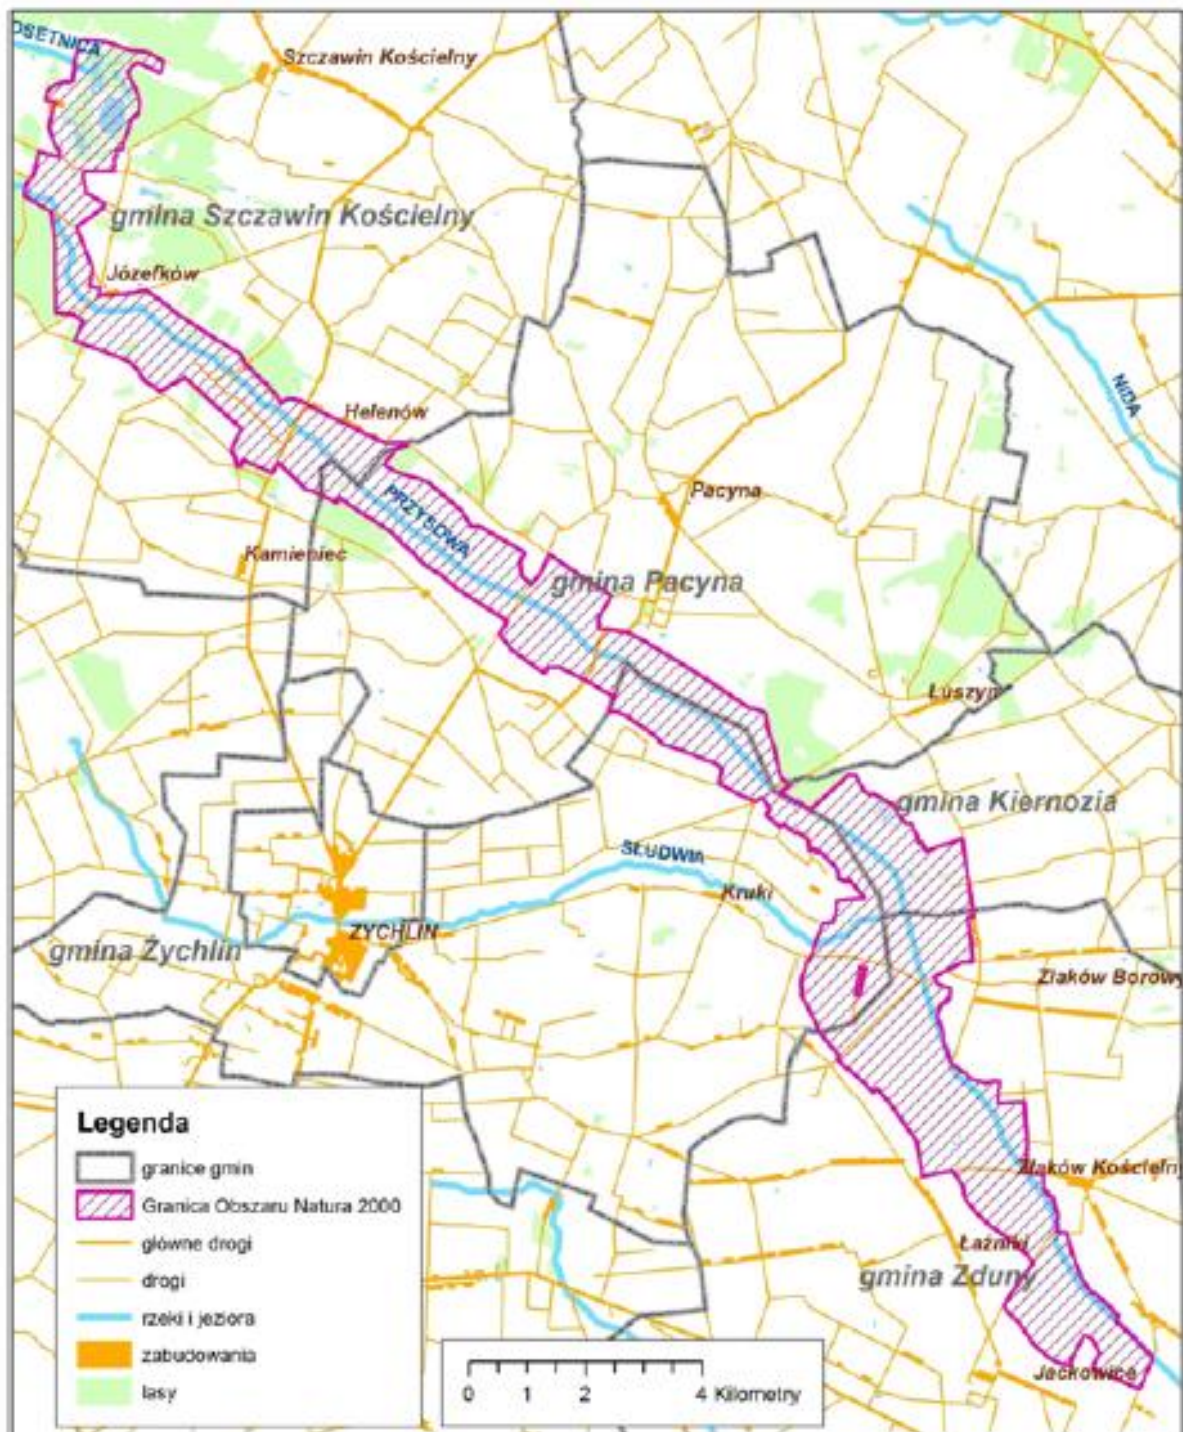 OSETNICA
Szczawin Kościelny
gmina Szczawin Kościelny
Józefków
NIDA
Helenów
Pacyna
PRZYSOWA
Kamieniec
gmina Pacyna
Łuszyn
gmina Kiernozia
SŁUDWIA
Kruki
ŻYCHLIN
gmina Żychlin
Złaków Borowy
Legenda
granice gmin
Granica Obszaru Natura 2000
główne drogi
drogi
rzeki i jeziora
zabudowania
lasy
Złaków Kościelny
Łaźniki
gmina Zduny
Jackowice
0 1 2 4 Kilometry